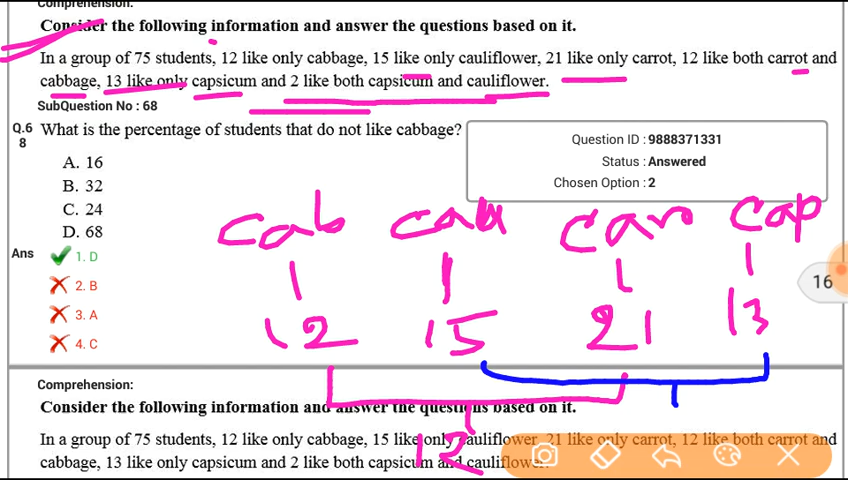 Comprehension:
Consider the following information and answer the questions based on it.
In a group of 75 students, 12 like only cabbage, 15 like only cauliflower, 21 like only carrot, 12 like both carrot and
cabbage, 13 like only capsicum and 2 like both capsicum and cauliflower.
SubQuestion No : 68
Q.6
8
What is the percentage of students that do not like cabbage?
Question ID : 9888371331
Status : Answered
Chosen Option : 2
A. 16
B. 32
C. 24
D. 68
Ans
1. D
2. B
3. A
4. C
Cab Cau Caro Cap
12 15 21 13
16
Comprehension:
Consider the following information and answer the questions based on it.
12
In a group of 75 students, 12 like only cabbage, 15 like only cauliflower, 21 like only carrot, 12 like both carrot and
cabbage, 13 like only capsicum and 2 like both capsicum and cauliflower.